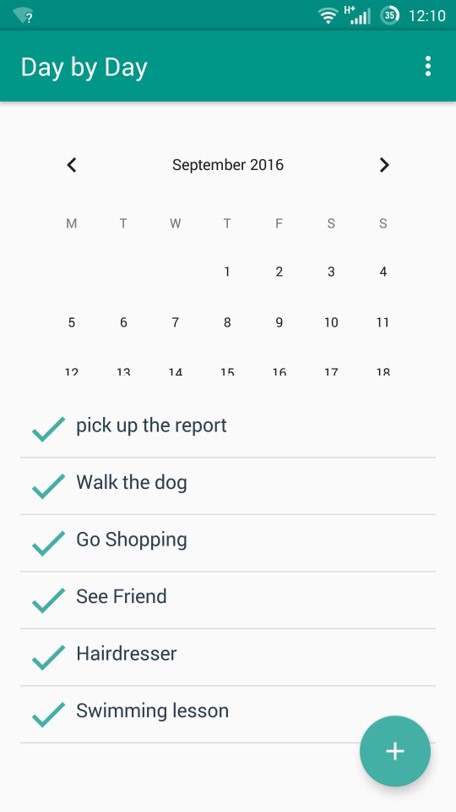 ? H+ 35 12:10
Day by Day
September 2016
M T W T F S S
1 2 3 4
5 6 7 8 9 10 11
12 13 14 15 16 17 18
pick up the report
Walk the dog
Go Shopping
See Friend
Hairdresser
Swimming lesson
+